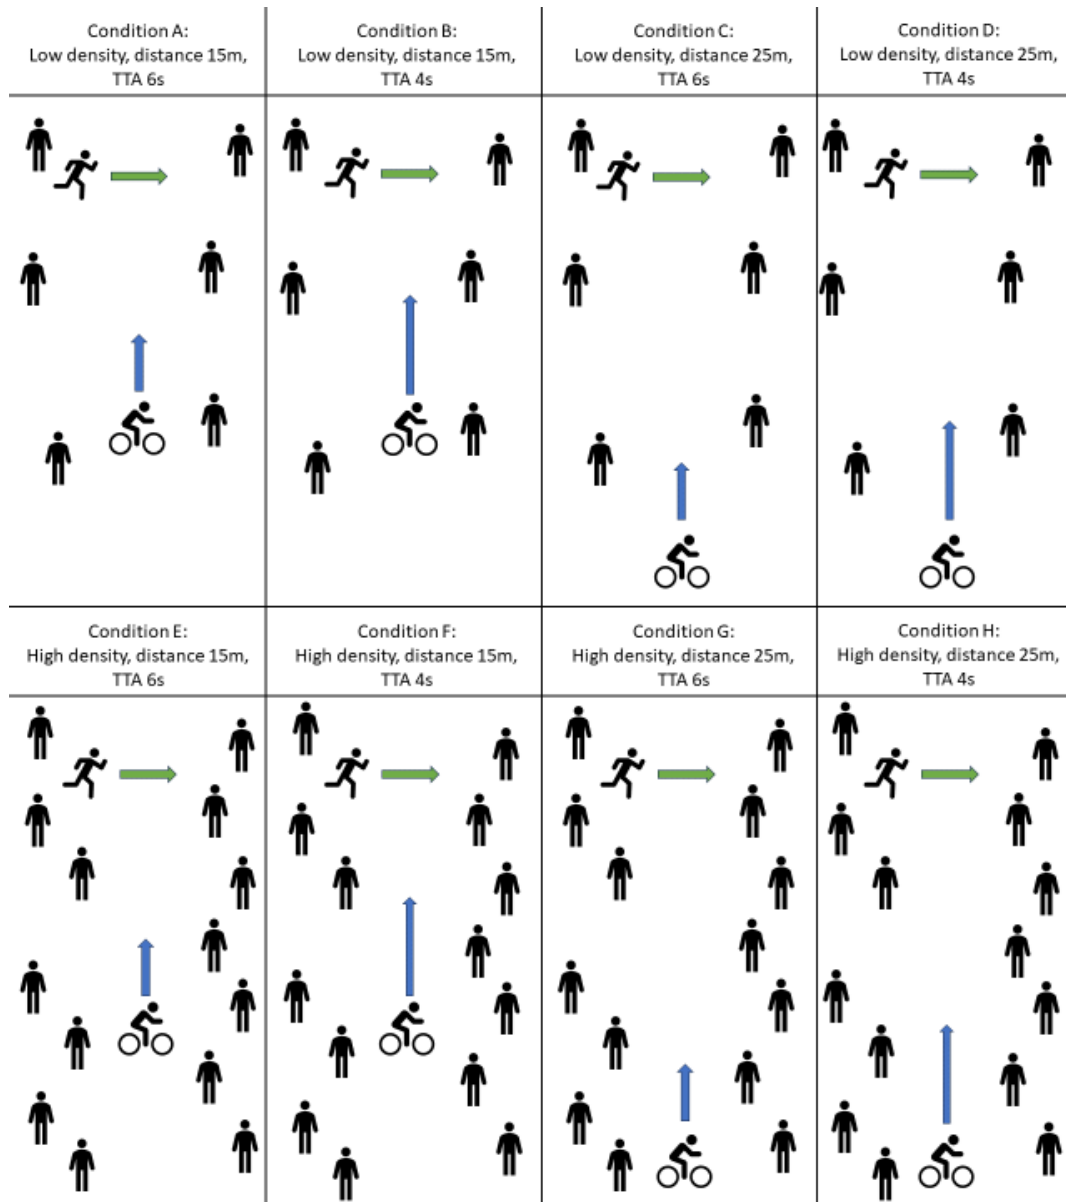 Condition A:
Low density, distance 15m,
TTA 6s
Condition B:
Low density, distance 15m,
TTA 4s
Condition C:
Low density, distance 25m,
TTA 6s
Condition D:
Low density, distance 25m,
TTA 4s
Condition E:
High density, distance 15m,
TTA 6s
Condition F:
High density, distance 15m,
TTA 4s
Condition G:
High density, distance 25m,
TTA 6s
Condition H:
High density, distance 25m,
TTA 4s